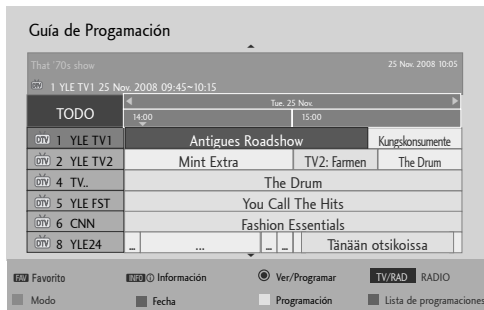 Guía de Progamación
That '70s show
25 Nov. 2008 10:05
DTV 1 YLE TV1 25 Nov. 2008 09:45~10:15
TODO
Tue. 25 Nov.
14:00 15:00
DTV 1 YLE TV1 Antigues Roadshow Kungskonsumente
DTV 2 YLE TV2 Mint Extra TV2: Farmen The Drum
DTV 4 TV.. The Drum
DTV 5 YLE FST You Call The Hits
DTV 6 CNN Fashion Essentials
DTV 8 YLE24 ... ... ... ... Tänään otsikoissa
FAV Favorito INFO i Información Ver/Programar TV/RAD RADIO
Modo Fecha Programación Lista de programaciones